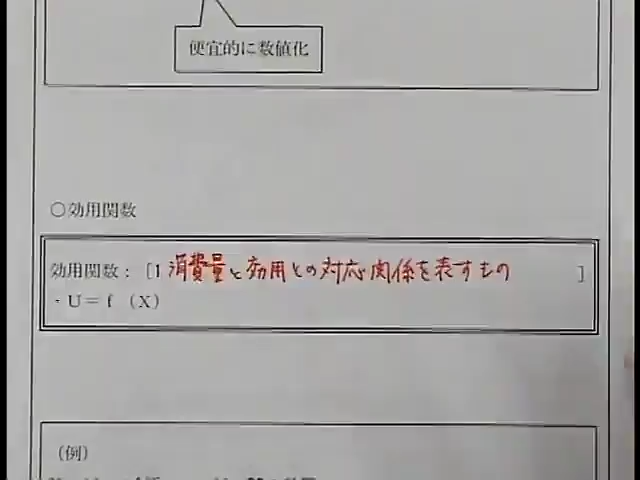 便宜的に数値化
○効用関数
効用関数：[1 消費量と効用との対応関係を表すもの ]
・U＝f（X）
（例）